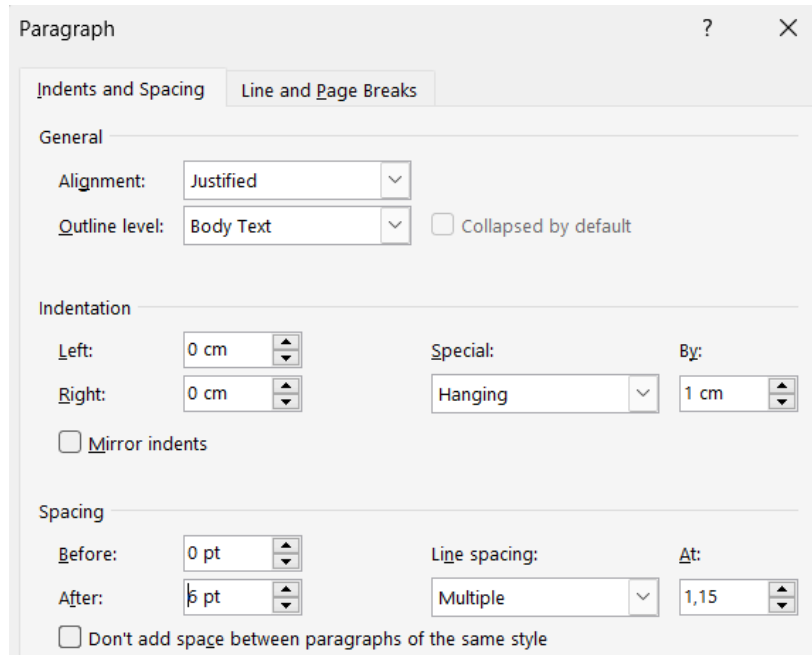 Paragraph ?
Indents and Spacing Line and Page Breaks
General
Alignment: Justified
Outline level: Body Text Collapsed by default
Indentation
Left: 0 cm Special: By:
Right: 0 cm Hanging 1 cm
Mirror indents
Spacing
Before: 0 pt Line spacing: At:
After: 6 pt Multiple 1,15
Don't add space between paragraphs of the same style